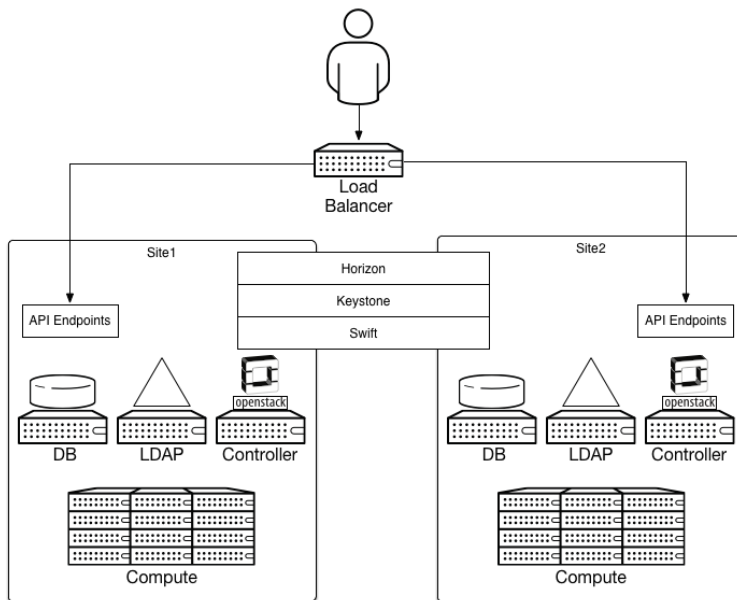 Load
Balancer
Site1
Site2
Horizon
Keystone
Swift
API Endpoints
API Endpoints
openstack
openstack
DB
LDAP
Controller
DB
LDAP
Controller
Compute
Compute